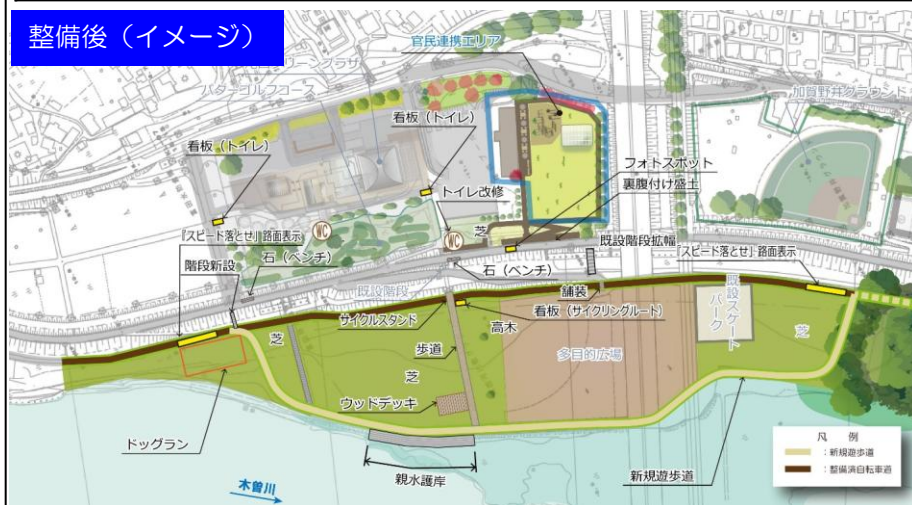 整備後（イメージ）
官民連携エリア
パターゴルフコース
加賀野井グラウンド
看板（トイレ）
看板（トイレ）
トイレ改修
フォトスポット
裏腹付け盛土
WC
WC
芝
『スピード落とせ』路面表示
階段新設
石（ベンチ）
既設階段
石（ベンチ）
既設階段拡幅
『スピード落とせ』路面表示
サイクルスタンド
舗装
看板（サイクリングルート）
既設スケートパーク
芝
歩道
高木
多目的広場
芝
芝
ウッドデッキ
ドッグラン
親水護岸
新規遊歩道
木曽川
凡　例
：新規遊歩道
：整備済自転車道